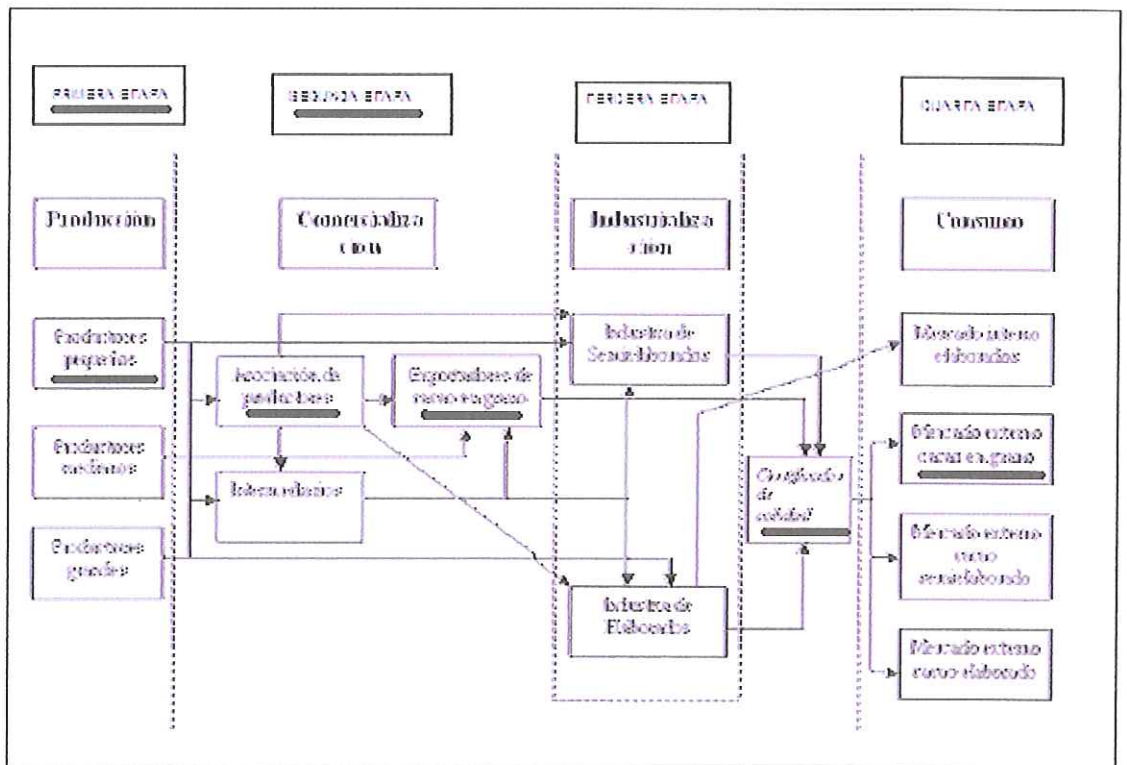 PRIMERA ETAPA
SEGUNDA ETAPA
TERCERA ETAPA
CUARTA ETAPA
Producción
Comercializa
ción
Industrializa
ción
Consumo
Productores
pequeños
Productores
medianos
Productores
grandes
Asociación de
productores
Intermediarios
Exportadores de
cacao en grano
Industria de
Semielaborados
Industria de
Elaborados
Certificados
de
calidad
Mercado interno
elaborados
Mercado externo
cacao en grano
Mercado externo
cacao
semielaborado
Mercado externo
cacao elaborado